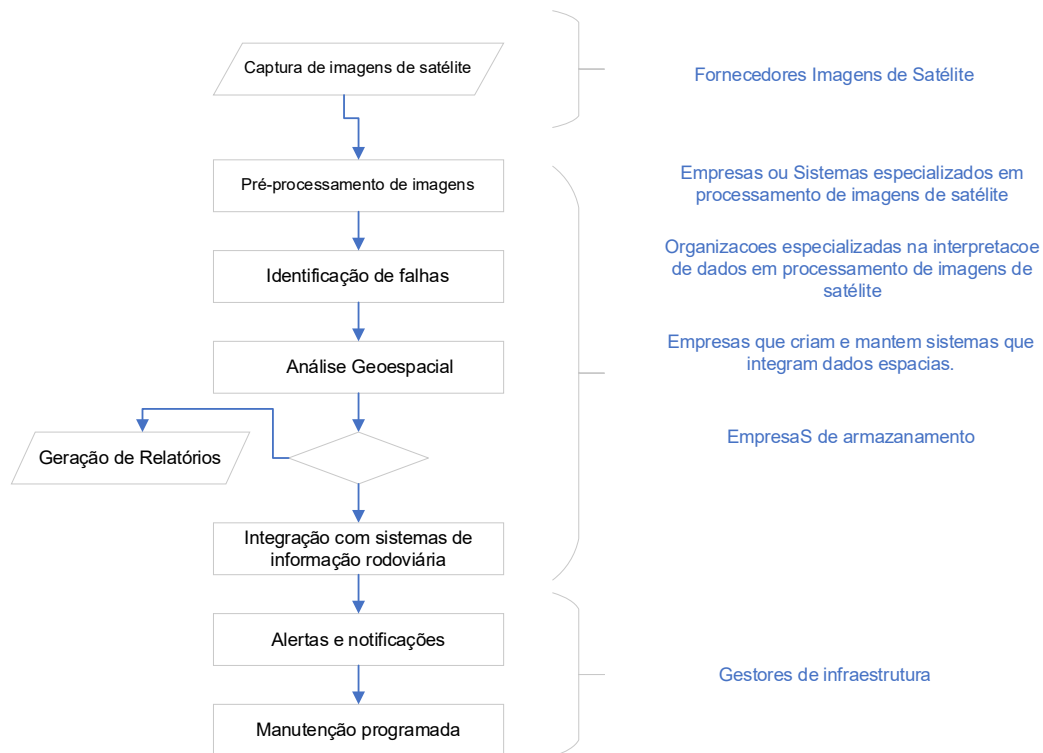 Captura de imagens de satélite
Fornecedores Imagens de Satélite
Pré-processamento de imagens
Empresas ou Sistemas especializados em
processamento de imagens de satélite
Identificação de falhas
Organizacoes especializadas na interpretacoe
de dados em processamento de imagens de
satélite
Análise Geoespacial
Empresas que criam e mantem sistemas que
integram dados espacias.
Geração de Relatórios
EmpresaS de armazanamento
Integração com sistemas de
informação rodoviária
Alertas e notificações
Gestores de infraestrutura
Manutenção programada